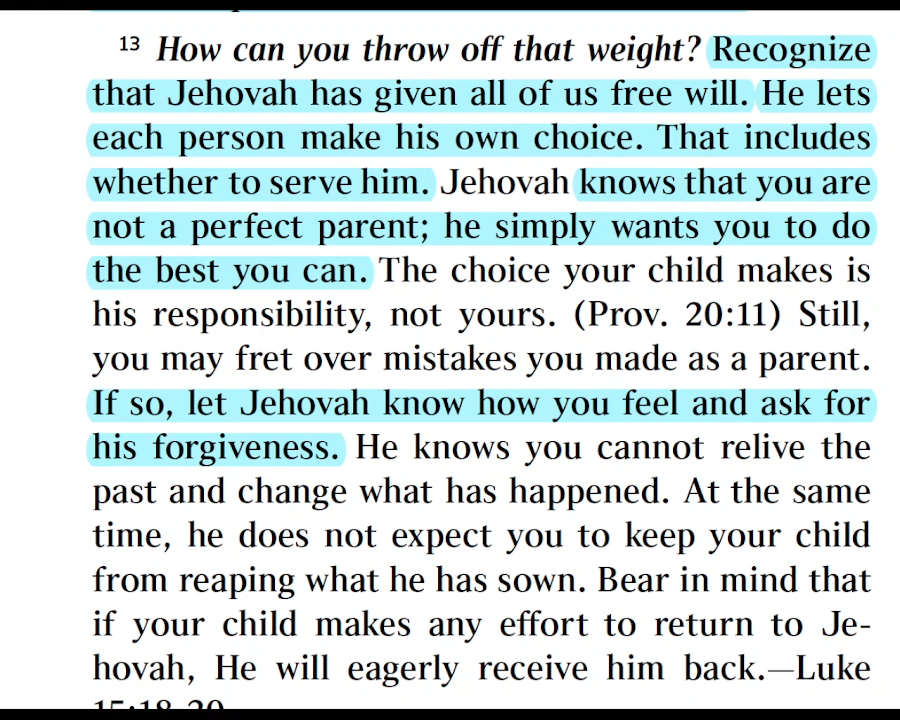 13 How can you throw off that weight? Recognize
that Jehovah has given all of us free will. He lets
each person make his own choice. That includes
whether to serve him. Jehovah knows that you are
not a perfect parent; he simply wants you to do
the best you can. The choice your child makes is
his responsibility, not yours. (Prov. 20:11) Still,
you may fret over mistakes you made as a parent.
If so, let Jehovah know how you feel and ask for
his forgiveness. He knows you cannot relive the
past and change what has happened. At the same
time, he does not expect you to keep your child
from reaping what he has sown. Bear in mind that
if your child makes any effort to return to Je-
hovah, He will eagerly receive him back.—Luke
15:18-20